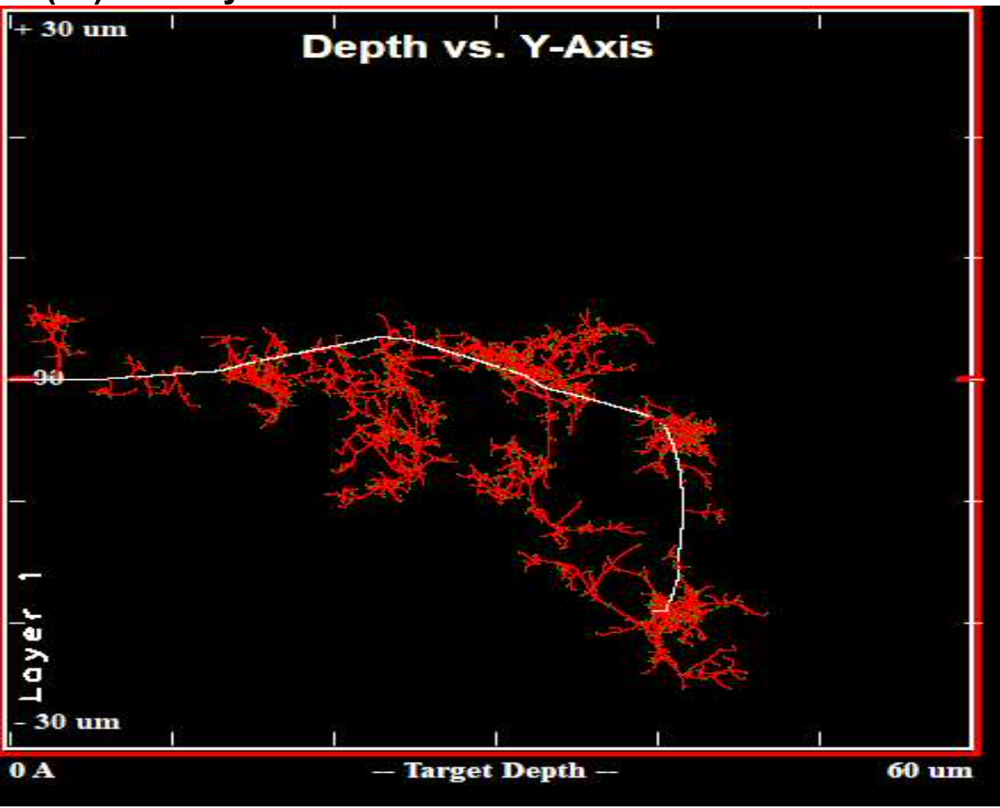 + 30 um
Depth vs. Y-Axis
Layer 1
- 30 um
0 A
-- Target Depth --
60 um